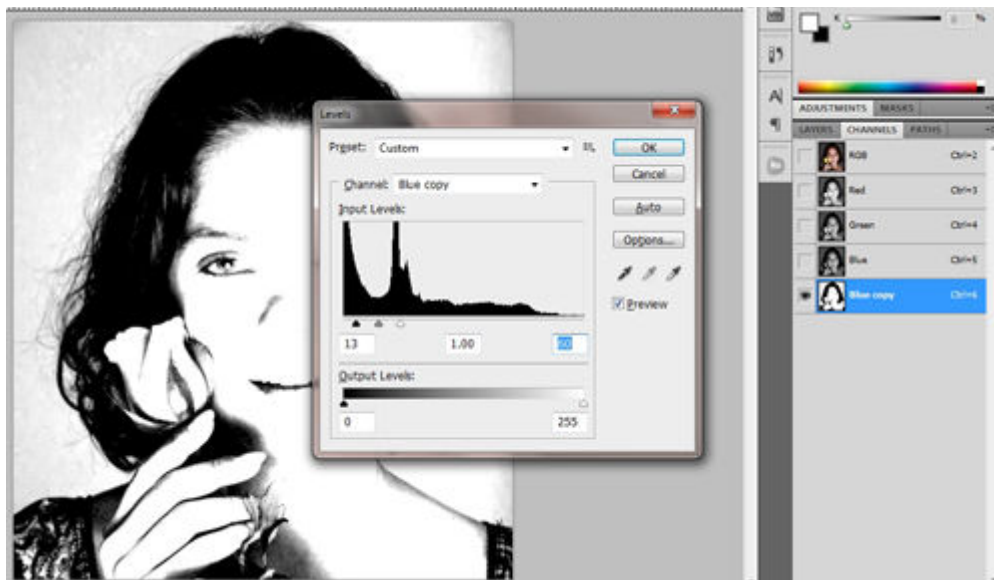 K
%
ADJUSTMENTS MASKS
LAYERS CHANNELS PATHS
RGB Ctrl+2
Red Ctrl+3
Green Ctrl+4
Blue Ctrl+5
Blue copy Ctrl+6
Levels
Preset: Custom
OK
Cancel
Channel: Blue copy
Auto
Input Levels:
Options...
Preview
13 1.00 60
Output Levels:
0 255